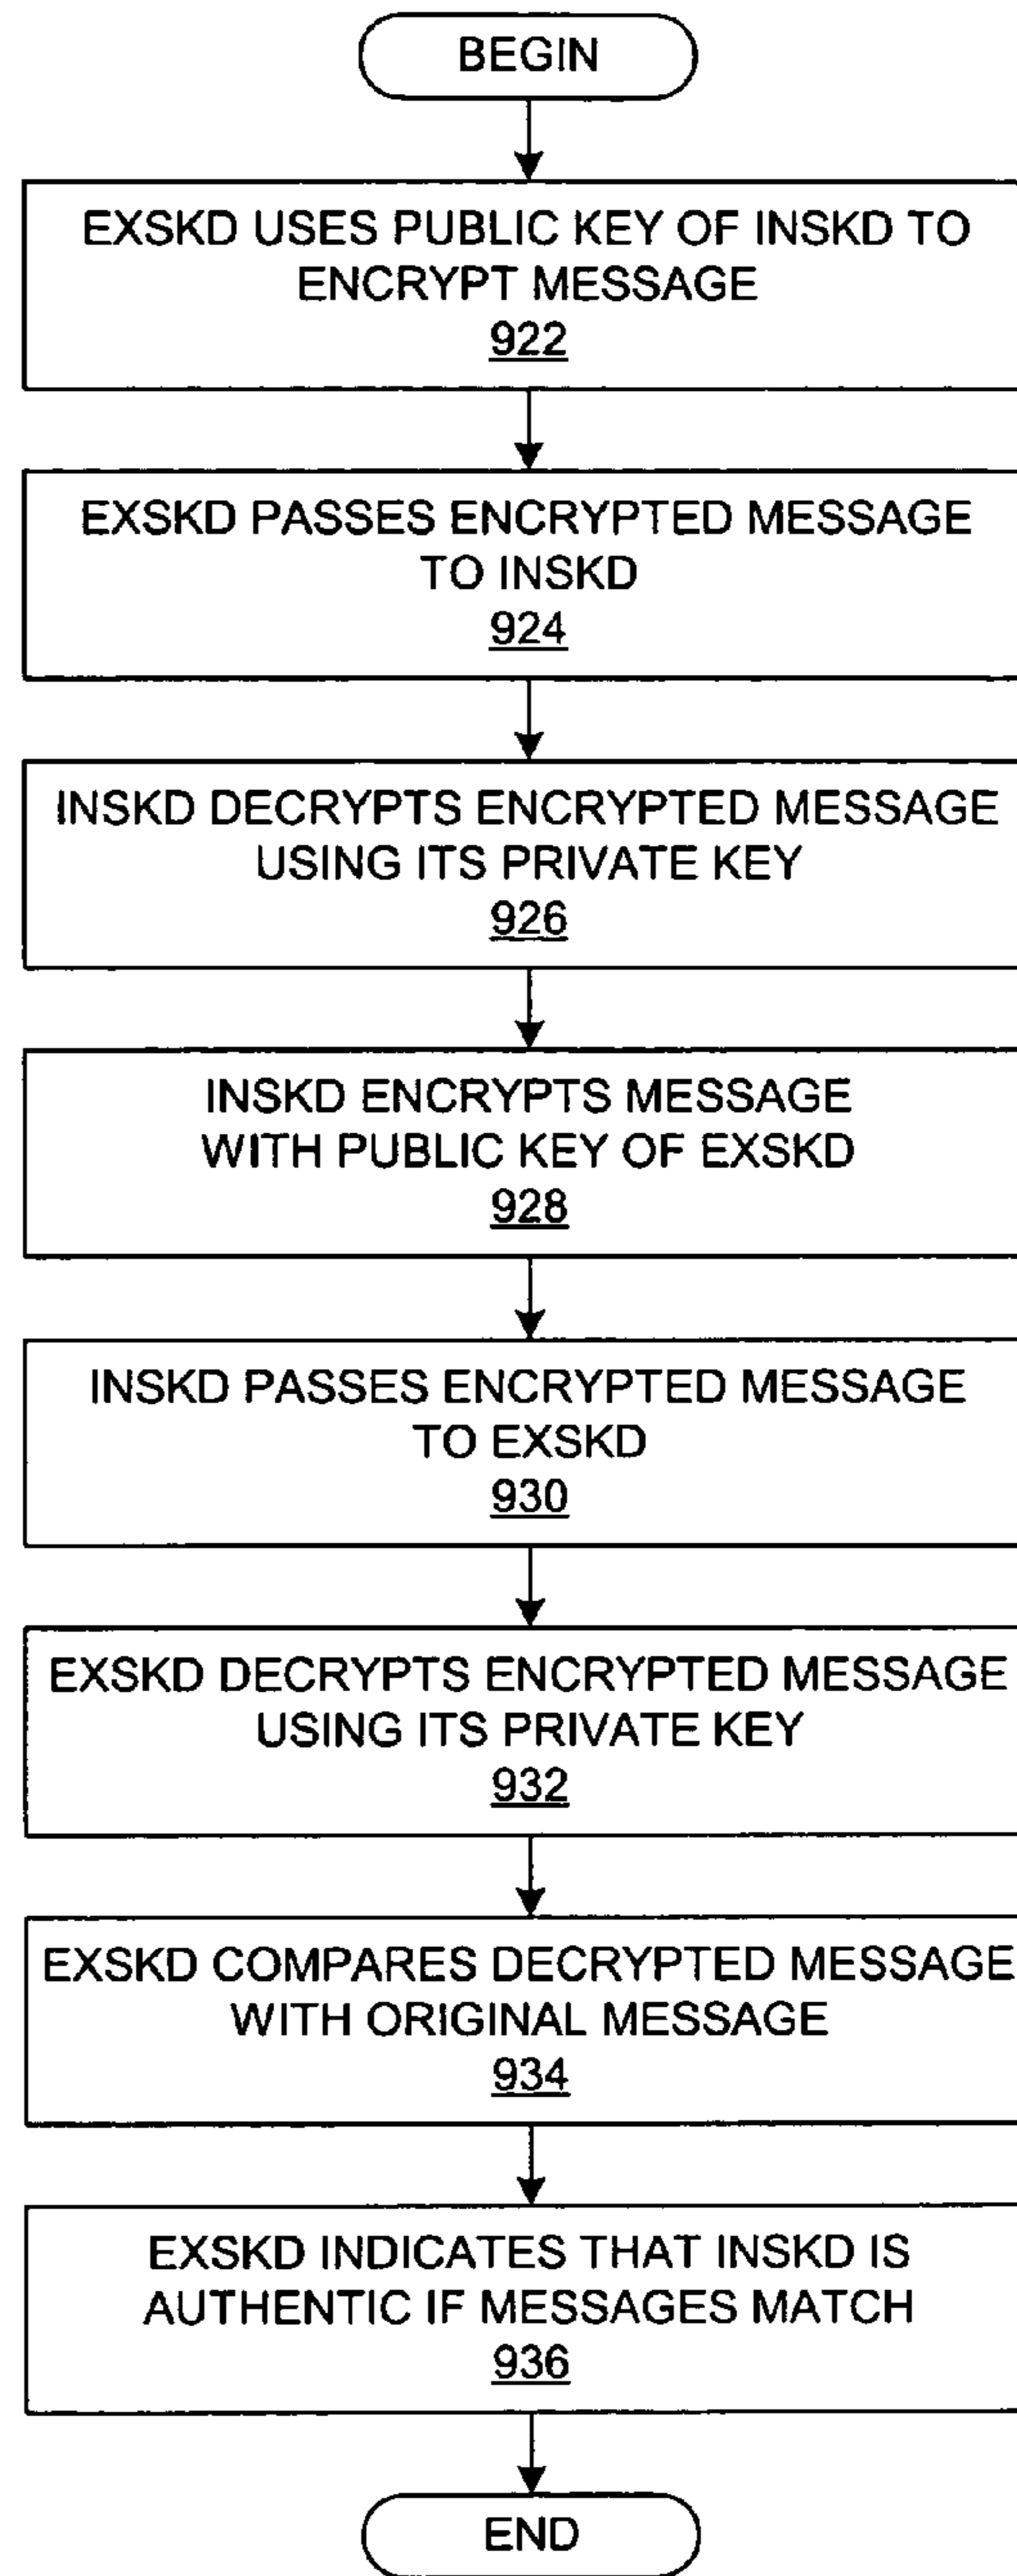 BEGIN
EXSKD USES PUBLIC KEY OF INSKD TO
ENCRYPT MESSAGE
922
EXSKD PASSES ENCRYPTED MESSAGE
TO INSKD
924
INSKD DECRYPTS ENCRYPTED MESSAGE
USING ITS PRIVATE KEY
926
INSKD ENCRYPTS MESSAGE
WITH PUBLIC KEY OF EXSKD
928
INSKD PASSES ENCRYPTED MESSAGE
TO EXSKD
930
EXSKD DECRYPTS ENCRYPTED MESSAGE
USING ITS PRIVATE KEY
932
EXSKD COMPARES DECRYPTED MESSAGE
WITH ORIGINAL MESSAGE
934
EXSKD INDICATES THAT INSKD IS
AUTHENTIC IF MESSAGES MATCH
936
END